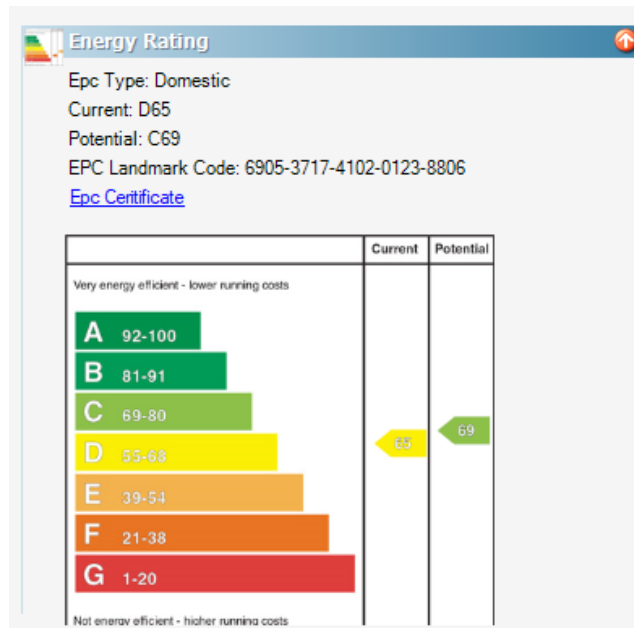 Energy Rating
Epc Type: Domestic
Current: D65
Potential: C69
EPC Landmark Code: 6905-3717-4102-0123-8806
Epc Ceritificate
Current Potential
Very energy efficient - lower running costs
A 92-100
B 81-91
C 69-80
D 55-68
65
69
E 39-54
F 21-38
G 1-20
Not energy efficient - higher running costs